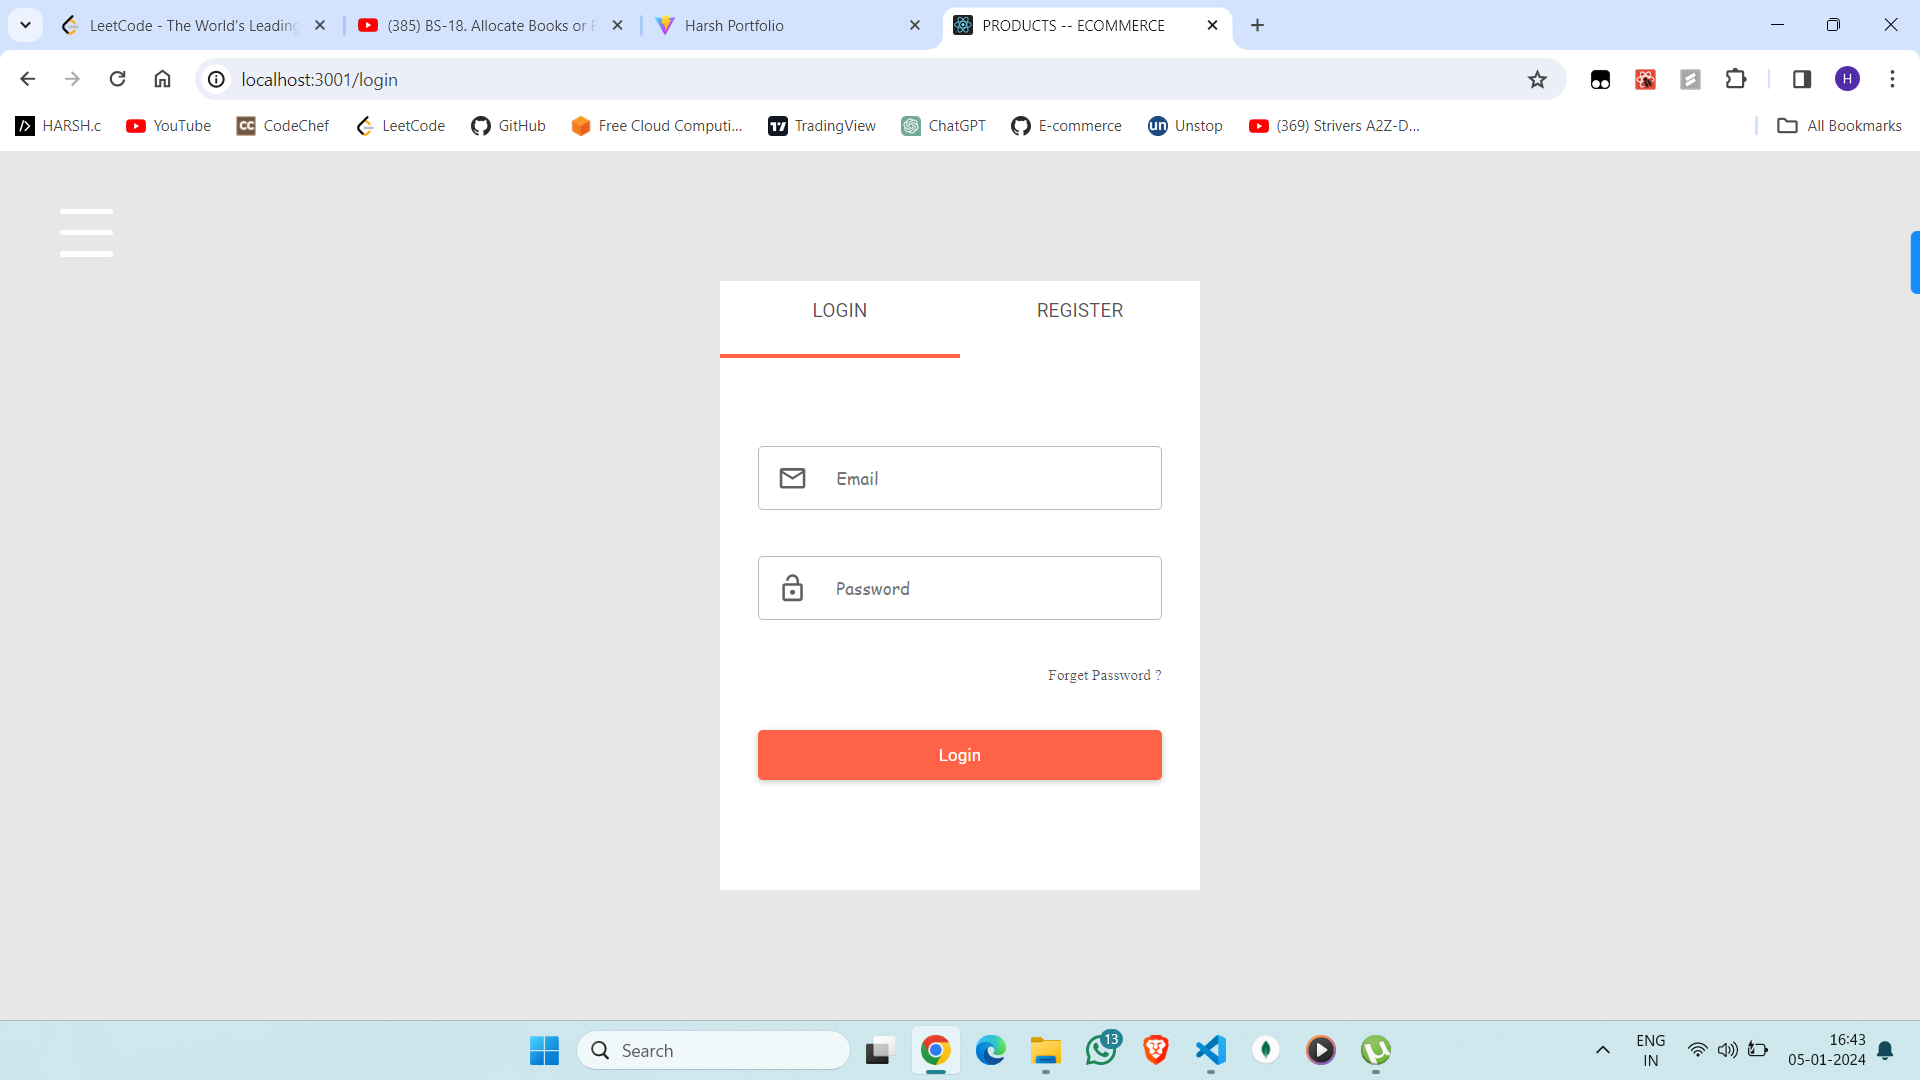 LeetCode - The World's Leading
(385) BS-18. Allocate Books or
Harsh Portfolio
PRODUCTS -- ECOMMERCE
localhost:3001/login
H
HARSH.c
YouTube
CC
CodeChef
LeetCode
GitHub
Free Cloud Computi...
TradingView
ChatGPT
E-commerce
un
Unstop
(369) Strivers A2Z-D...
All Bookmarks
LOGIN
REGISTER
Email
Password
Forget Password ?
Login
Search
13
ENG
IN
16:43
05-01-2024